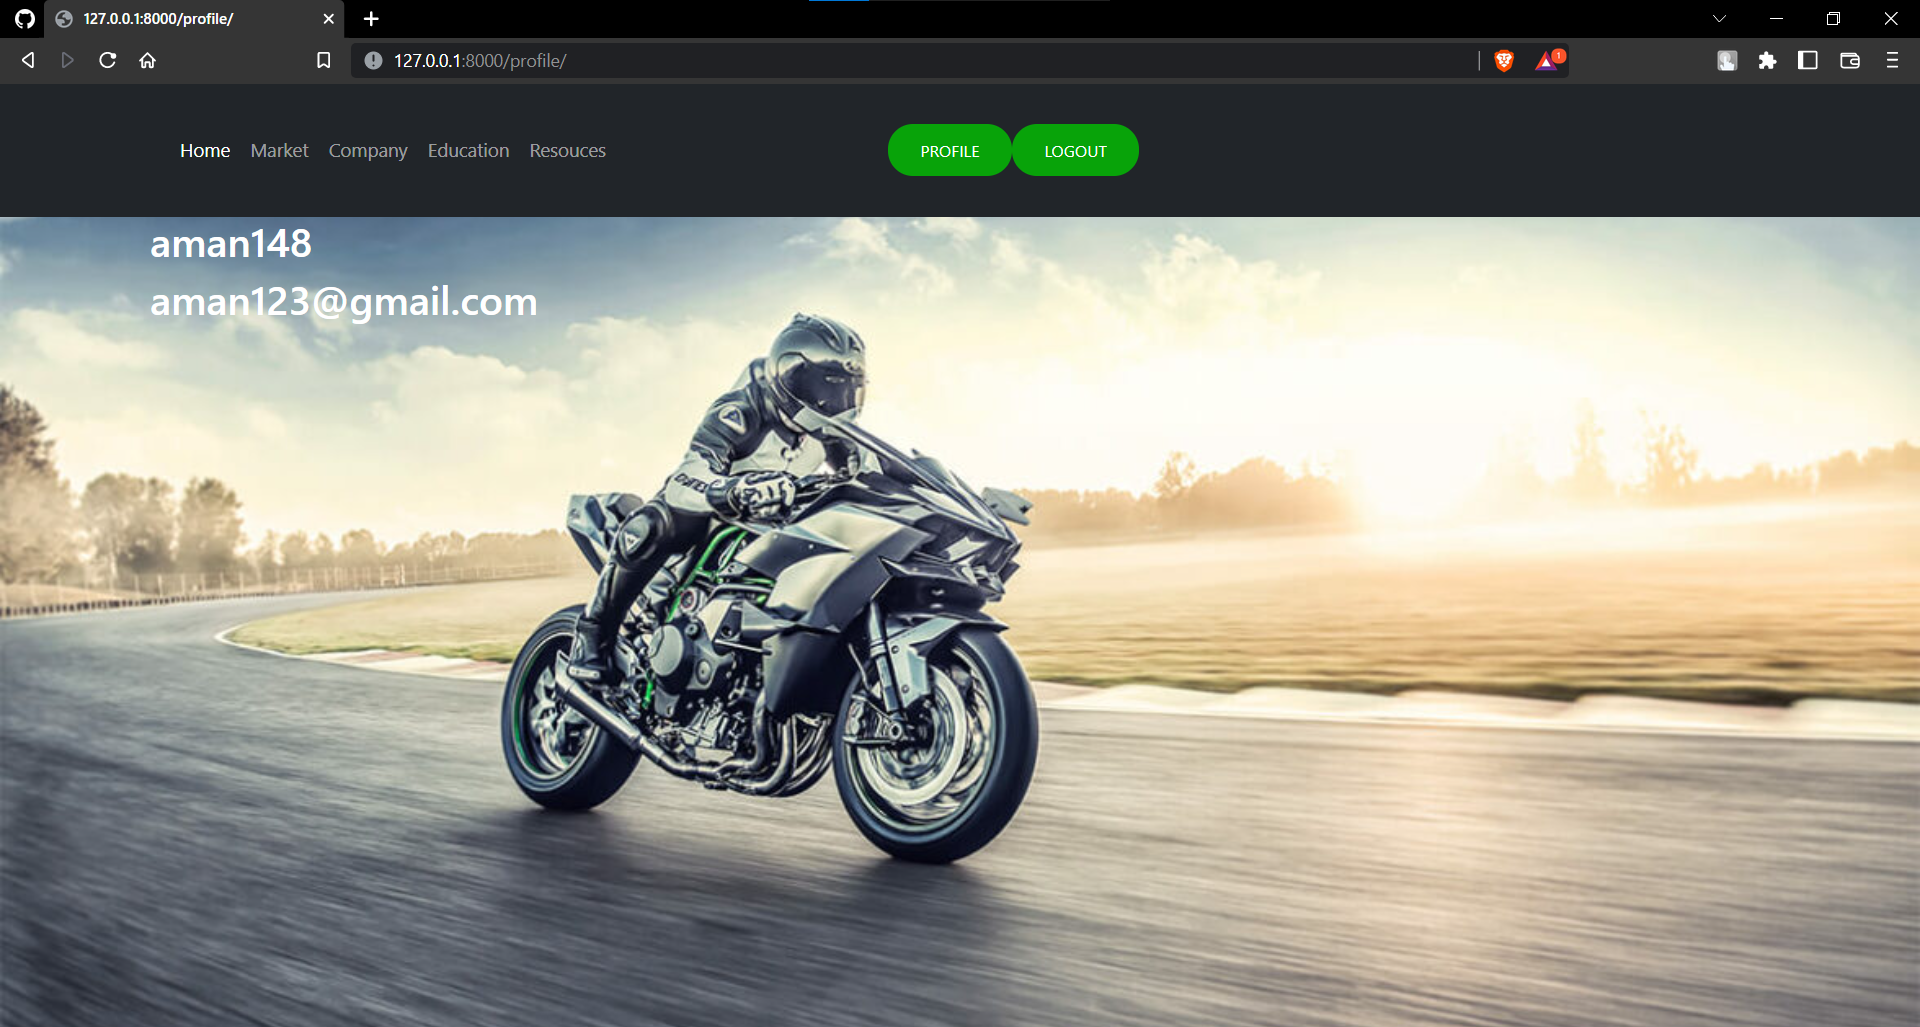 127.0.0.1:8000/profile/
127.0.0.1:8000/profile/
1
Home Market Company Education Resouces PROFILE LOGOUT
aman148
aman123@gmail.com